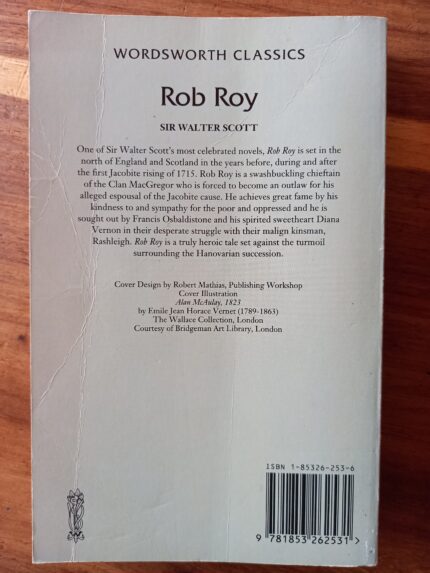 WORDSWORTH CLASSICS
Rob Roy
SIR WALTER SCOTT
One of Sir Walter Scott's most celebrated novels, Rob Roy is set in the
north of England and Scotland in the years before, during and after
the first Jacobite rising of 1715. Rob Roy is a swashbuckling chieftain
of the Clan MacGregor who is forced to become an outlaw for his
alleged espousal of the Jacobite cause. He achieves great fame by his
kindness to and sympathy for the poor and oppressed and he is
sought out by Francis Osbaldistone and his spirited sweetheart Diana
Vernon in their desperate struggle with their malign kinsman,
Rashleigh. Rob Roy is a truly heroic tale set against the turmoil
surrounding the Hanovarian succession.
Cover Design by Robert Mathias, Publishing Workshop
Cover Illustration
Alan McAulay, 1823
by Emile Jean Horace Vernet (1789-1863)
The Wallace Collection, London
Courtesy of Bridgeman Art Library, London
ISBN 1-85326-253-6
9 781853 262531 >